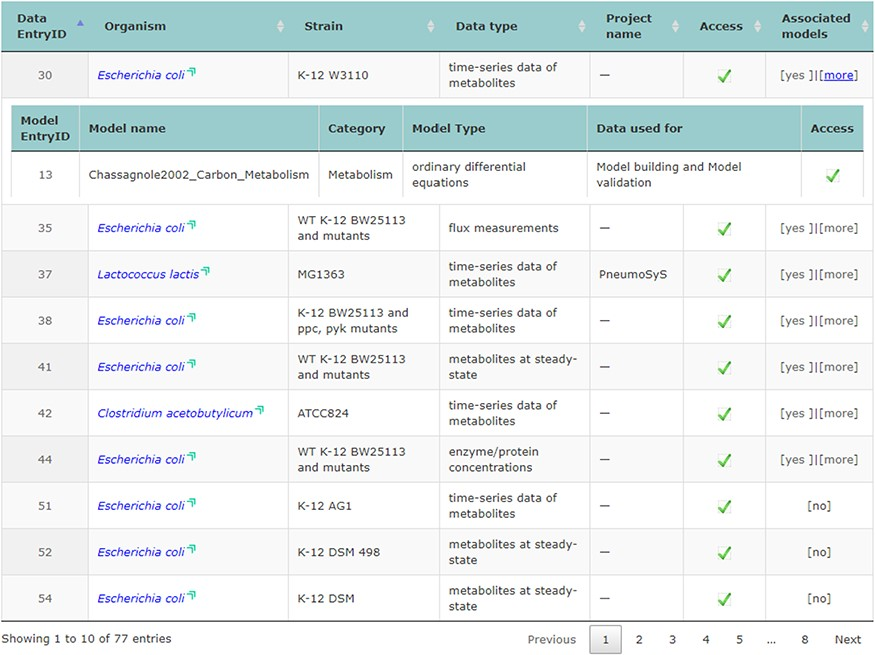 Data EntryID Organism Strain Data type Project name Access Associated models
30 Escherichia coli K-12 W3110 time-series data of metabolites — [yes ]|[more]
Model EntryID Model name Category Model Type Data used for Access
13 Chassagnole2002_Carbon_Metabolism Metabolism ordinary differential equations Model building and Model validation
35 Escherichia coli WT K-12 BW25113 and mutants flux measurements — [yes ]|[more]
37 Lactococcus lactis MG1363 time-series data of metabolites PneumoSyS [yes ]|[more]
38 Escherichia coli K-12 BW25113 and ppc, pyk mutants time-series data of metabolites — [yes ]|[more]
41 Escherichia coli WT K-12 BW25113 and mutants metabolites at steady-state — [yes ]|[more]
42 Clostridium acetobutylicum ATCC824 time-series data of metabolites — [yes ]|[more]
44 Escherichia coli WT K-12 BW25113 and mutants enzyme/protein concentrations — [yes ]|[more]
51 Escherichia coli K-12 AG1 time-series data of metabolites — [no]
52 Escherichia coli K-12 DSM 498 metabolites at steady-state — [no]
54 Escherichia coli K-12 DSM metabolites at steady-state — [no]
Showing 1 to 10 of 77 entries Previous 1 2 3 4 5 ... 8 Next